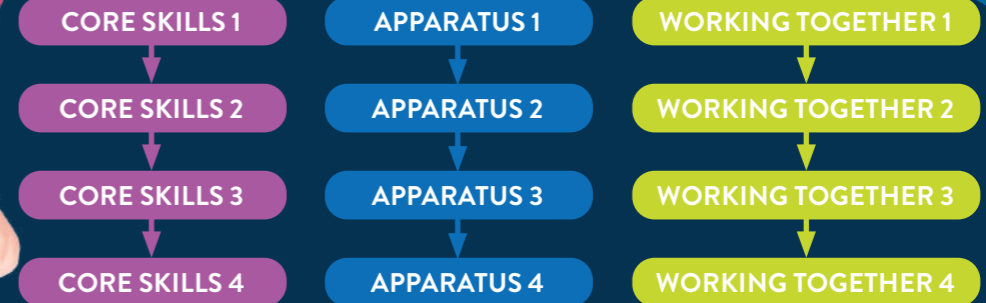 CORE SKILLS 1
APPARATUS 1
WORKING TOGETHER 1
CORE SKILLS 2
APPARATUS 2
WORKING TOGETHER 2
CORE SKILLS 3
APPARATUS 3
WORKING TOGETHER 3
CORE SKILLS 4
APPARATUS 4
WORKING TOGETHER 4